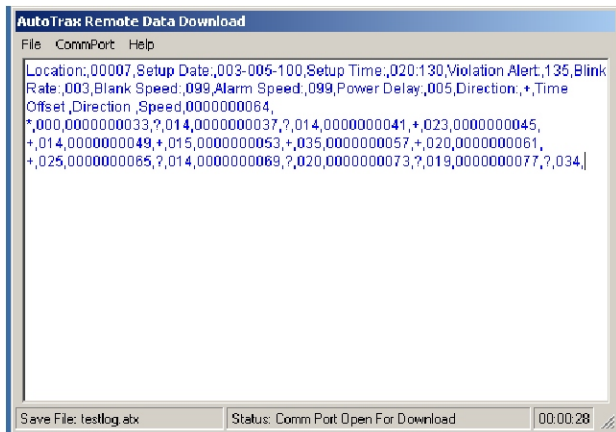 AutoTrax Remote Data Download
File CommPort Help
Location:,00007,Setup Date:,003-005-100,Setup Time:,020:130,Violation Alert:,135,Blink
Rate:,003,Blank Speed:,099,Alarm Speed:,099,Power Delay:,005,Direction:,+,Time
Offset ,Direction ,Speed,0000000064,
*,000,0000000033,?,014,0000000037,?,014,0000000041,+,023,0000000045,
+,014,0000000049,+,015,0000000053,+,035,0000000057,+,020,0000000061,
+,025,0000000065,?,014,0000000069,?,020,0000000073,?,019,0000000077,?,034,
Save File: testlog.atx
Status: Comm Port Open For Download
00:00:28